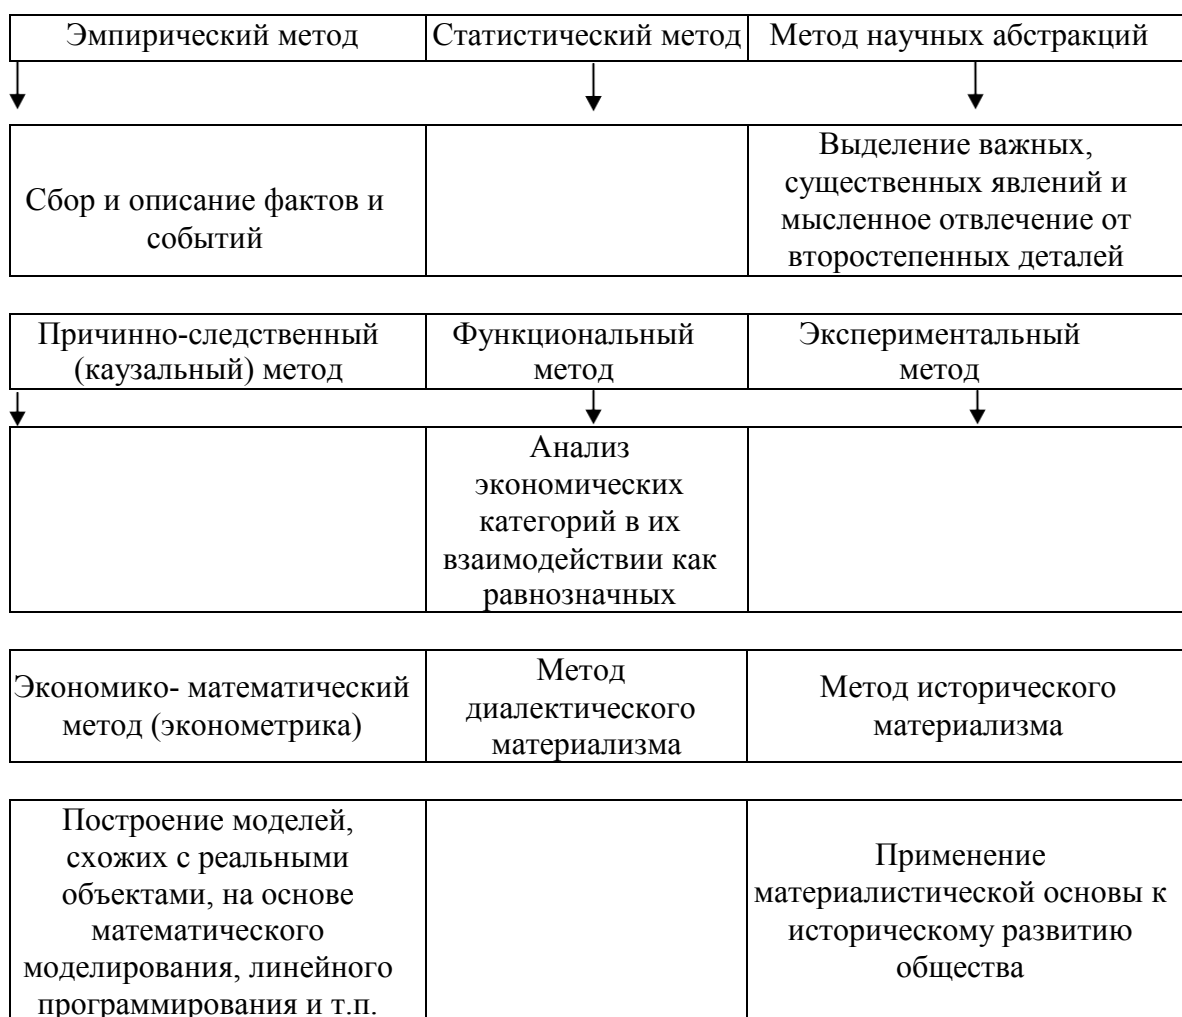 Эмпирический метод
Статистический метод
Метод научных абстракций
Сбор и описание фактов и
событий
Выделение важных,
существенных явлений и
мысленное отвлечение от
второстепенных деталей
Причинно-следственный
(каузальный) метод
Функциональный
метод
Экспериментальный
метод
Анализ
экономических
категорий в их
взаимодействии как
равнозначных
Экономико- математический
метод (эконометрика)
Метод
диалектического
материализма
Метод исторического
материализма
Построение моделей,
схожих с реальными
объектами, на основе
математического
моделирования, линейного
программирования и т.п.
Применение
материалистической основы к
историческому развитию
общества